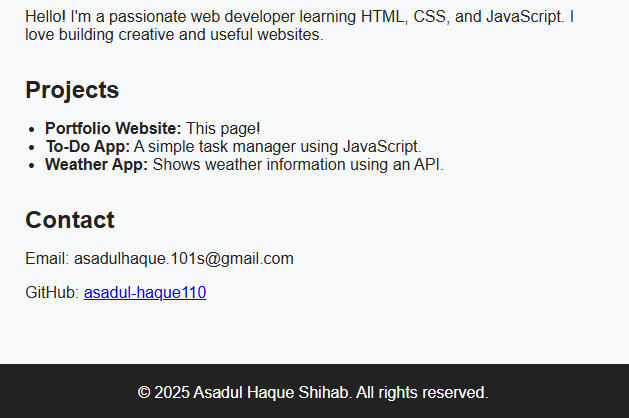 Hello! I'm a passionate web developer learning HTML, CSS, and JavaScript. I
love building creative and useful websites.
Projects
• Portfolio Website: This page!
• To-Do App: A simple task manager using JavaScript.
• Weather App: Shows weather information using an API.
Contact
Email: asadulhaque.101s@gmail.com
GitHub: asadul-haque110
© 2025 Asadul Haque Shihab. All rights reserved.